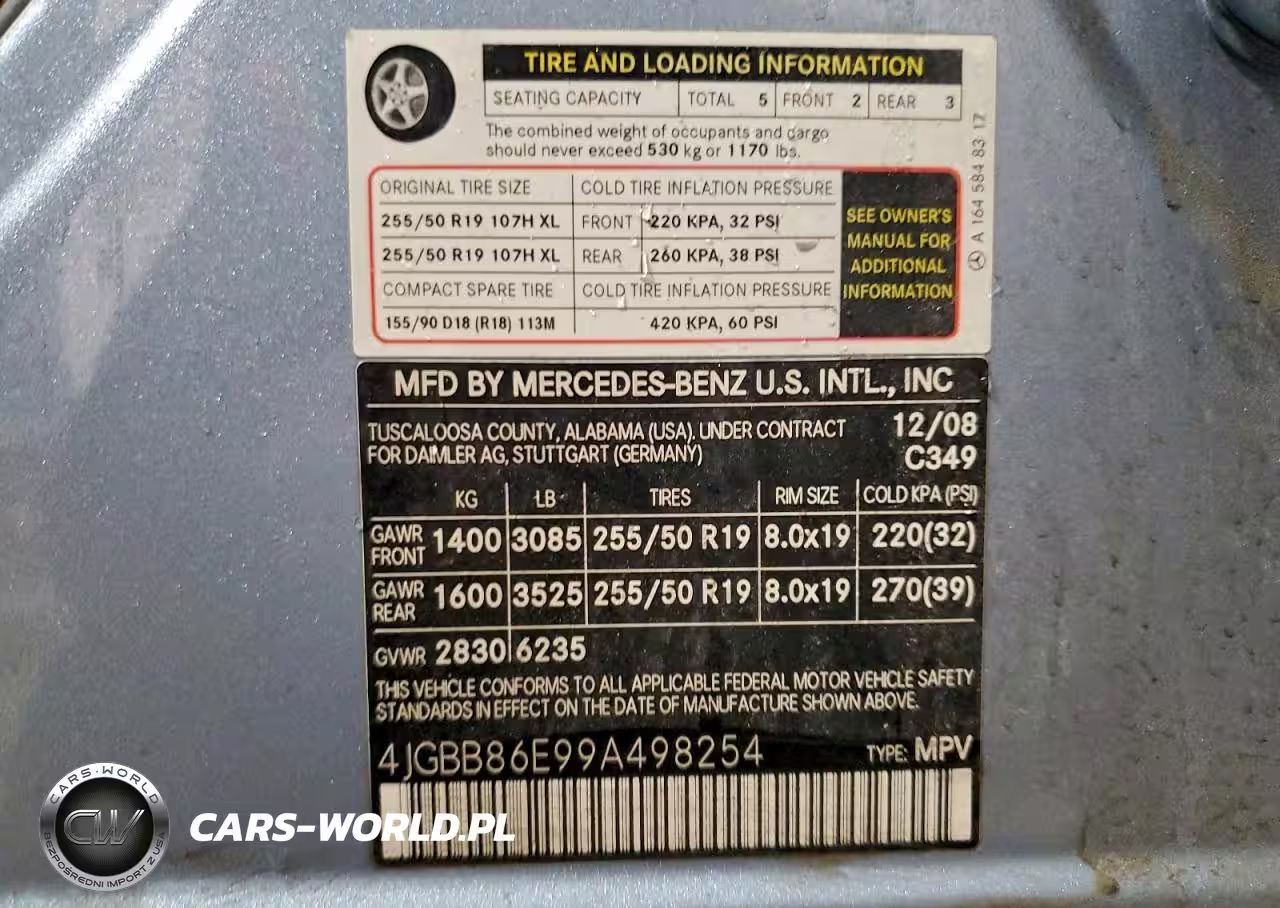 TIRE AND LOADING INFORMATION
SEATING CAPACITY TOTAL 5 FRONT 2 REAR 3
The combined weight of occupants and cargo
should never exceed 530 kg or 1170 lbs.
ORIGINAL TIRE SIZE COLD TIRE INFLATION PRESSURE
255/50 R19 107H XL FRONT 220 KPA, 32 PSI
255/50 R19 107H XL REAR 260 KPA, 38 PSI
COMPACT SPARE TIRE COLD TIRE INFLATION PRESSURE
155/90 D18 (R18) 113M 420 KPA, 60 PSI
SEE OWNER'S
MANUAL FOR
ADDITIONAL
INFORMATION
A 164 584 83 17
MFD BY MERCEDES-BENZ U.S. INTL., INC
TUSCALOOSA COUNTY, ALABAMA (USA), UNDER CONTRACT 12/08
FOR DAIMLER AG, STUTTGART (GERMANY) C349
KG LB TIRES RIM SIZE COLD KPA (PSI)
GAWR FRONT 1400 3085 255/50 R19 8.0x19 220(32)
GAWR REAR 1600 3525 255/50 R19 8.0x19 270(39)
GVWR 2830 6235
THIS VEHICLE CONFORMS TO ALL APPLICABLE FEDERAL MOTOR VEHICLE SAFETY
STANDARDS IN EFFECT ON THE DATE OF MANUFACTURE SHOWN ABOVE.
4JGBB86E99A498254 TYPE: MPV
CARS-WORLD
CW
BEZPOŚREDNI IMPORT Z USA
CARS-WORLD.PL